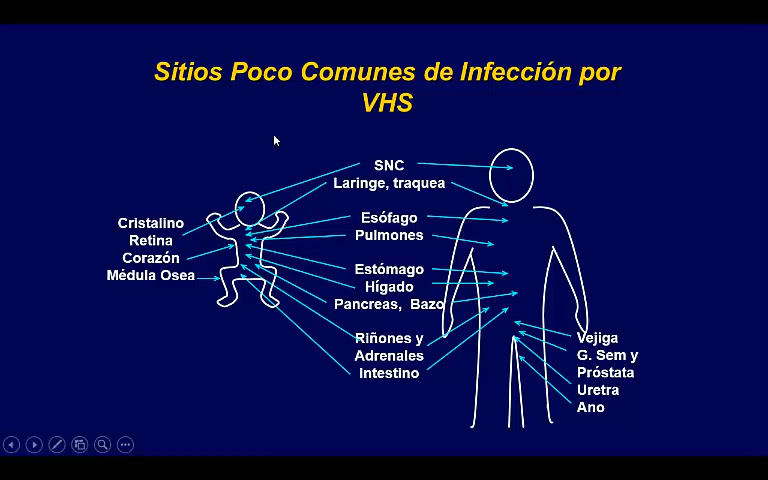 Sitios Poco Comunes de Infección por
VHS
SNC
Laringe, traquea
Esófago
Pulmones
Estómago
Hígado
Pancreas, Bazo
Riñones y
Adrenales
Intestino
Cristalino
Retina
Corazón
Médula Osea
Vejiga
G. Sem y
Próstata
Uretra
Ano